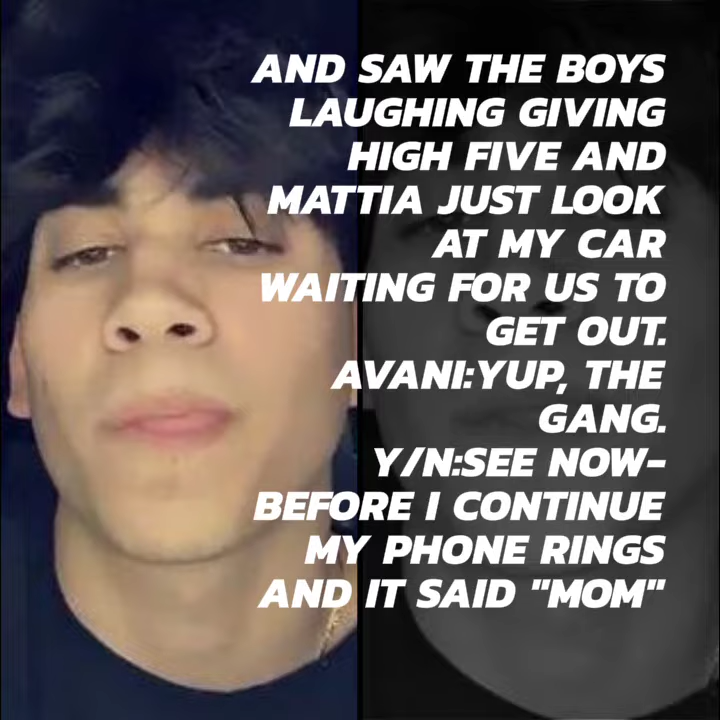 AND SAW THE BOYS
LAUGHING GIVING
HIGH FIVE AND
MATTIA JUST LOOK
AT MY CAR
WAITING FOR US TO
GET OUT.
AVANI:YUP, THE
GANG.
Y/N:SEE NOW-
BEFORE I CONTINUE
MY PHONE RINGS
AND IT SAID "MOM"